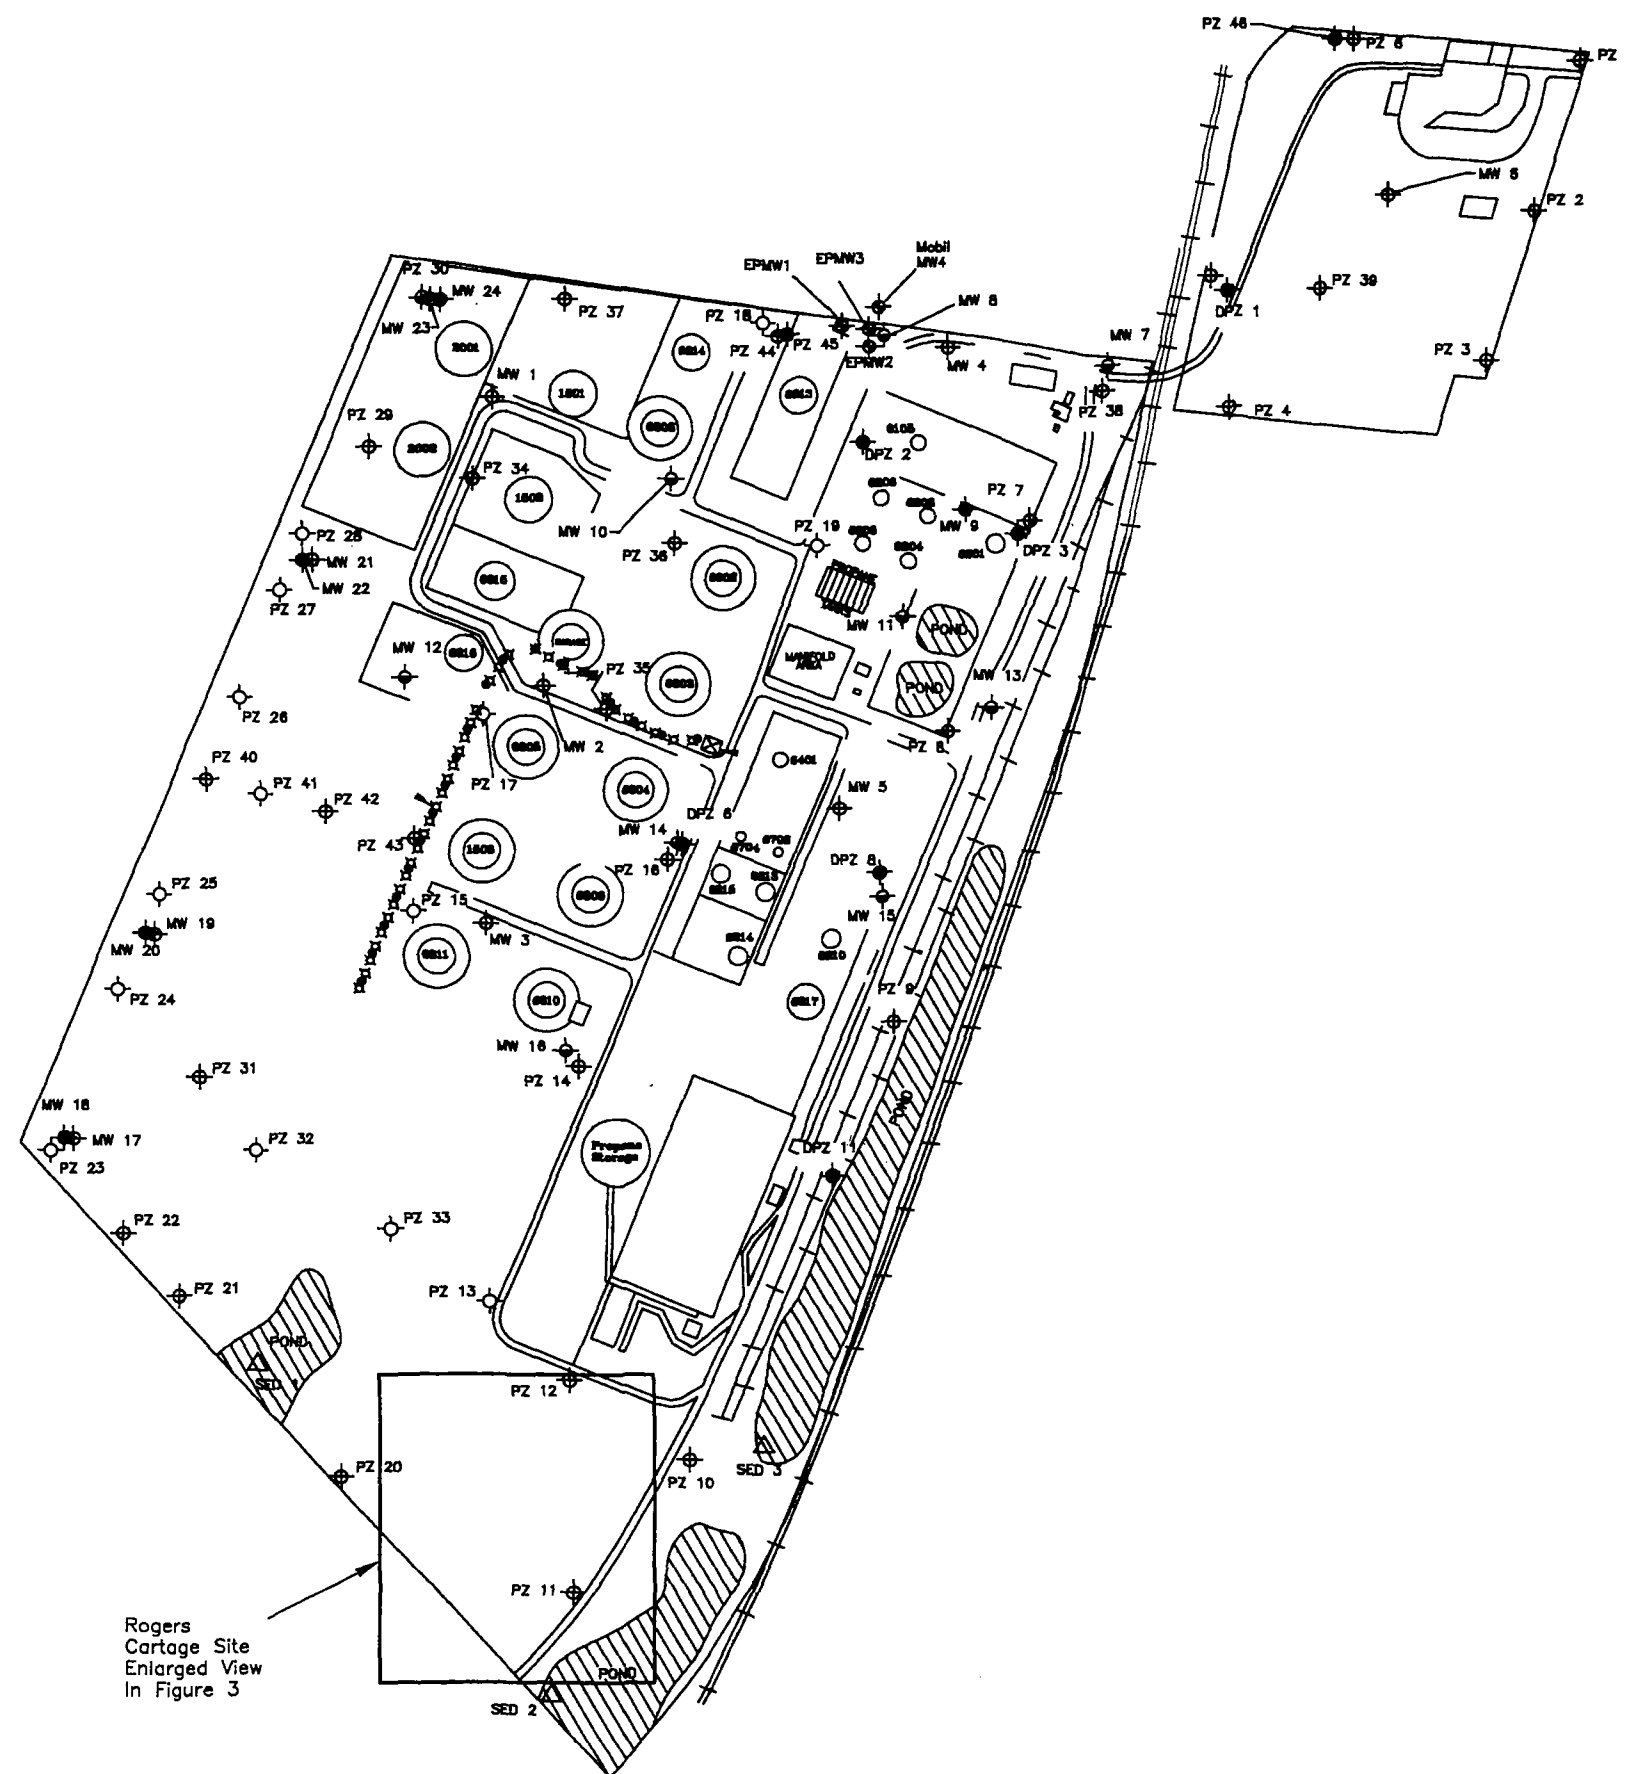 PZ 46
PZ 6
PZ
MW 6
PZ 2
Mobil
MW4
EPMW3
EPMW1
PZ 30
MW 24
MW 8
PZ 39
DPZ 1
PZ 37
MW 23
2001
PZ 18
PZ 44
PZ 45
EPMW2
MW 4
MW 7
PZ 3
MW 1
1501
PZ 38
PZ 4
PZ 29
2002
DPZ 2
PZ 34
1502
MW 10
PZ 7
MW 9
PZ 28
PZ 36
PZ 19
DPZ 3
MW 21
MW 22
PZ 27
PROPANE
MW 11
POND
MW 12
PZ 35
MANIFOLD
AREA
MW 13
POND
PZ 26
MW 2
PZ 8
PZ 40
PZ 41
PZ 17
PZ 42
DPZ 6
MW 5
MW 14
PZ 43
PZ 16
DPZ 8
PZ 25
PZ 15
MW 15
MW 19
MW 20
MW 3
PZ 24
PZ 9
MW 16
PZ 14
PZ 31
MW 18
MW 17
PZ 23
PZ 32
POND
Propane
Storage
DPZ 11
PZ 22
PZ 33
PZ 21
PZ 13
POND
SED 1
PZ 12
PZ 20
PZ 10
SED 3
PZ 11
Rogers
Cartage Site
Enlarged View
In Figure 3
POND
SED 2